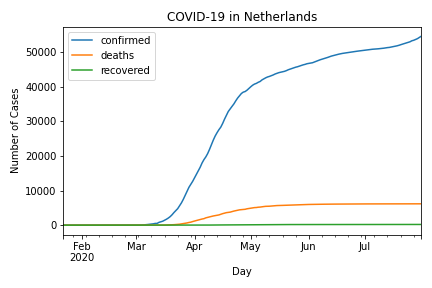 COVID-19 in Netherlands
confirmed
deaths
recovered
Number of Cases
50000
40000
30000
20000
10000
0
Feb Mar Apr May Jun Jul
2020
Day